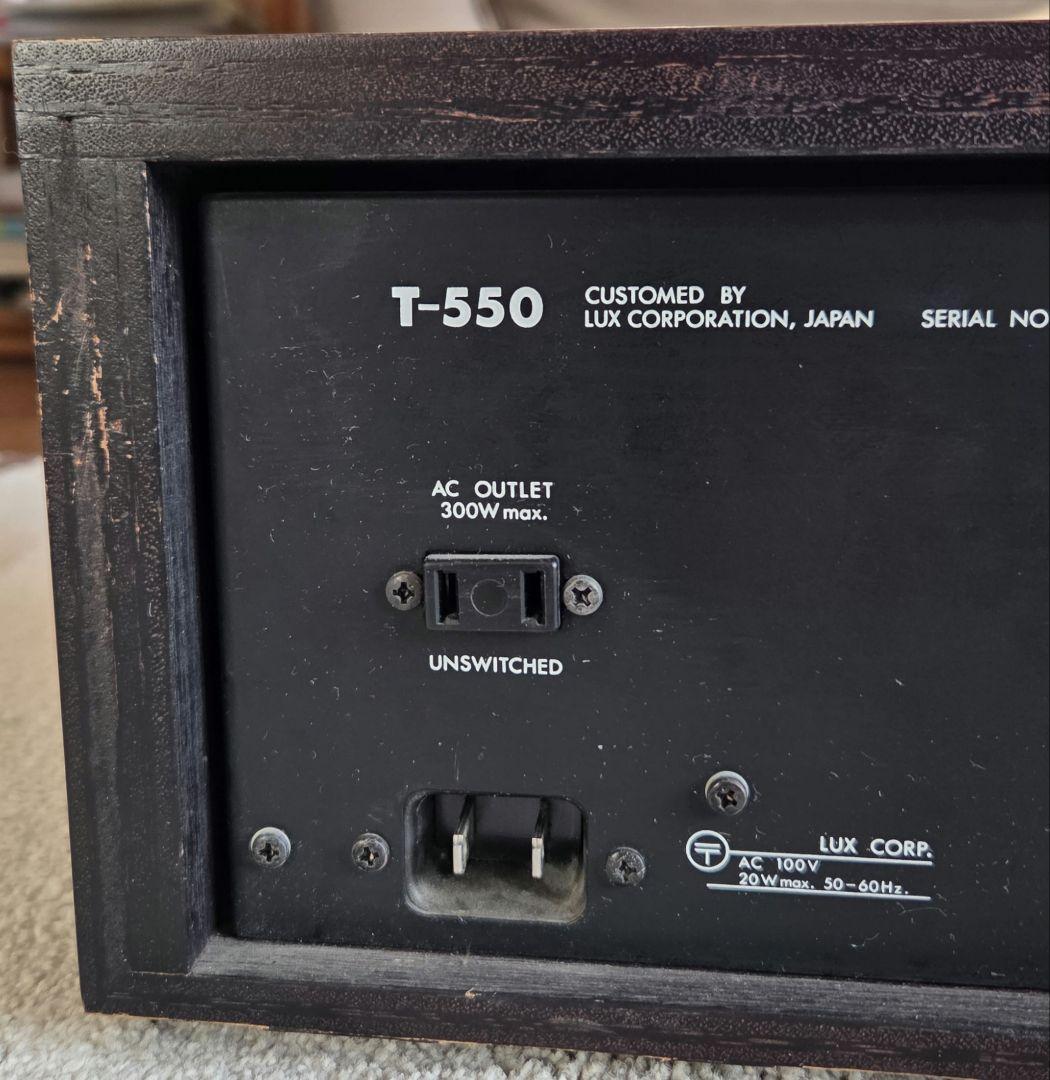 T-550
CUSTOMED BY
LUX CORPORATION, JAPAN
SERIAL NO
AC OUTLET
300W max.
UNSWITCHED
LUX CORP.
AC 100V
20W max. 50-60Hz.